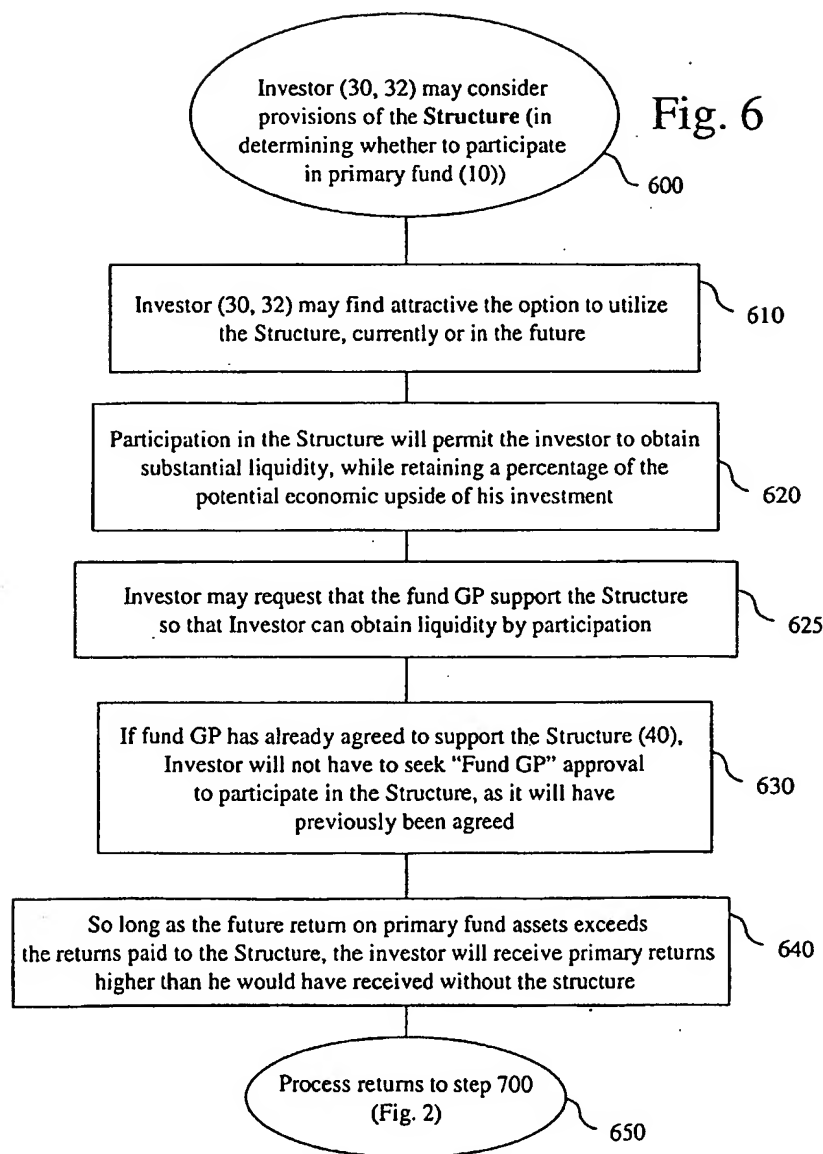 Investor (30, 32) may consider
provisions of the Structure (in
determining whether to participate
in primary fund (10))
Fig. 6
600
Investor (30, 32) may find attractive the option to utilize
the Structure, currently or in the future
610
Participation in the Structure will permit the investor to obtain
substantial liquidity, while retaining a percentage of the
potential economic upside of his investment
620
Investor may request that the fund GP support the Structure
so that Investor can obtain liquidity by participation
625
If fund GP has already agreed to support the Structure (40),
Investor will not have to seek “Fund GP” approval
to participate in the Structure, as it will have
previously been agreed
630
So long as the future return on primary fund assets exceeds
the returns paid to the Structure, the investor will receive primary returns
higher than he would have received without the structure
640
Process returns to step 700
(Fig. 2)
650